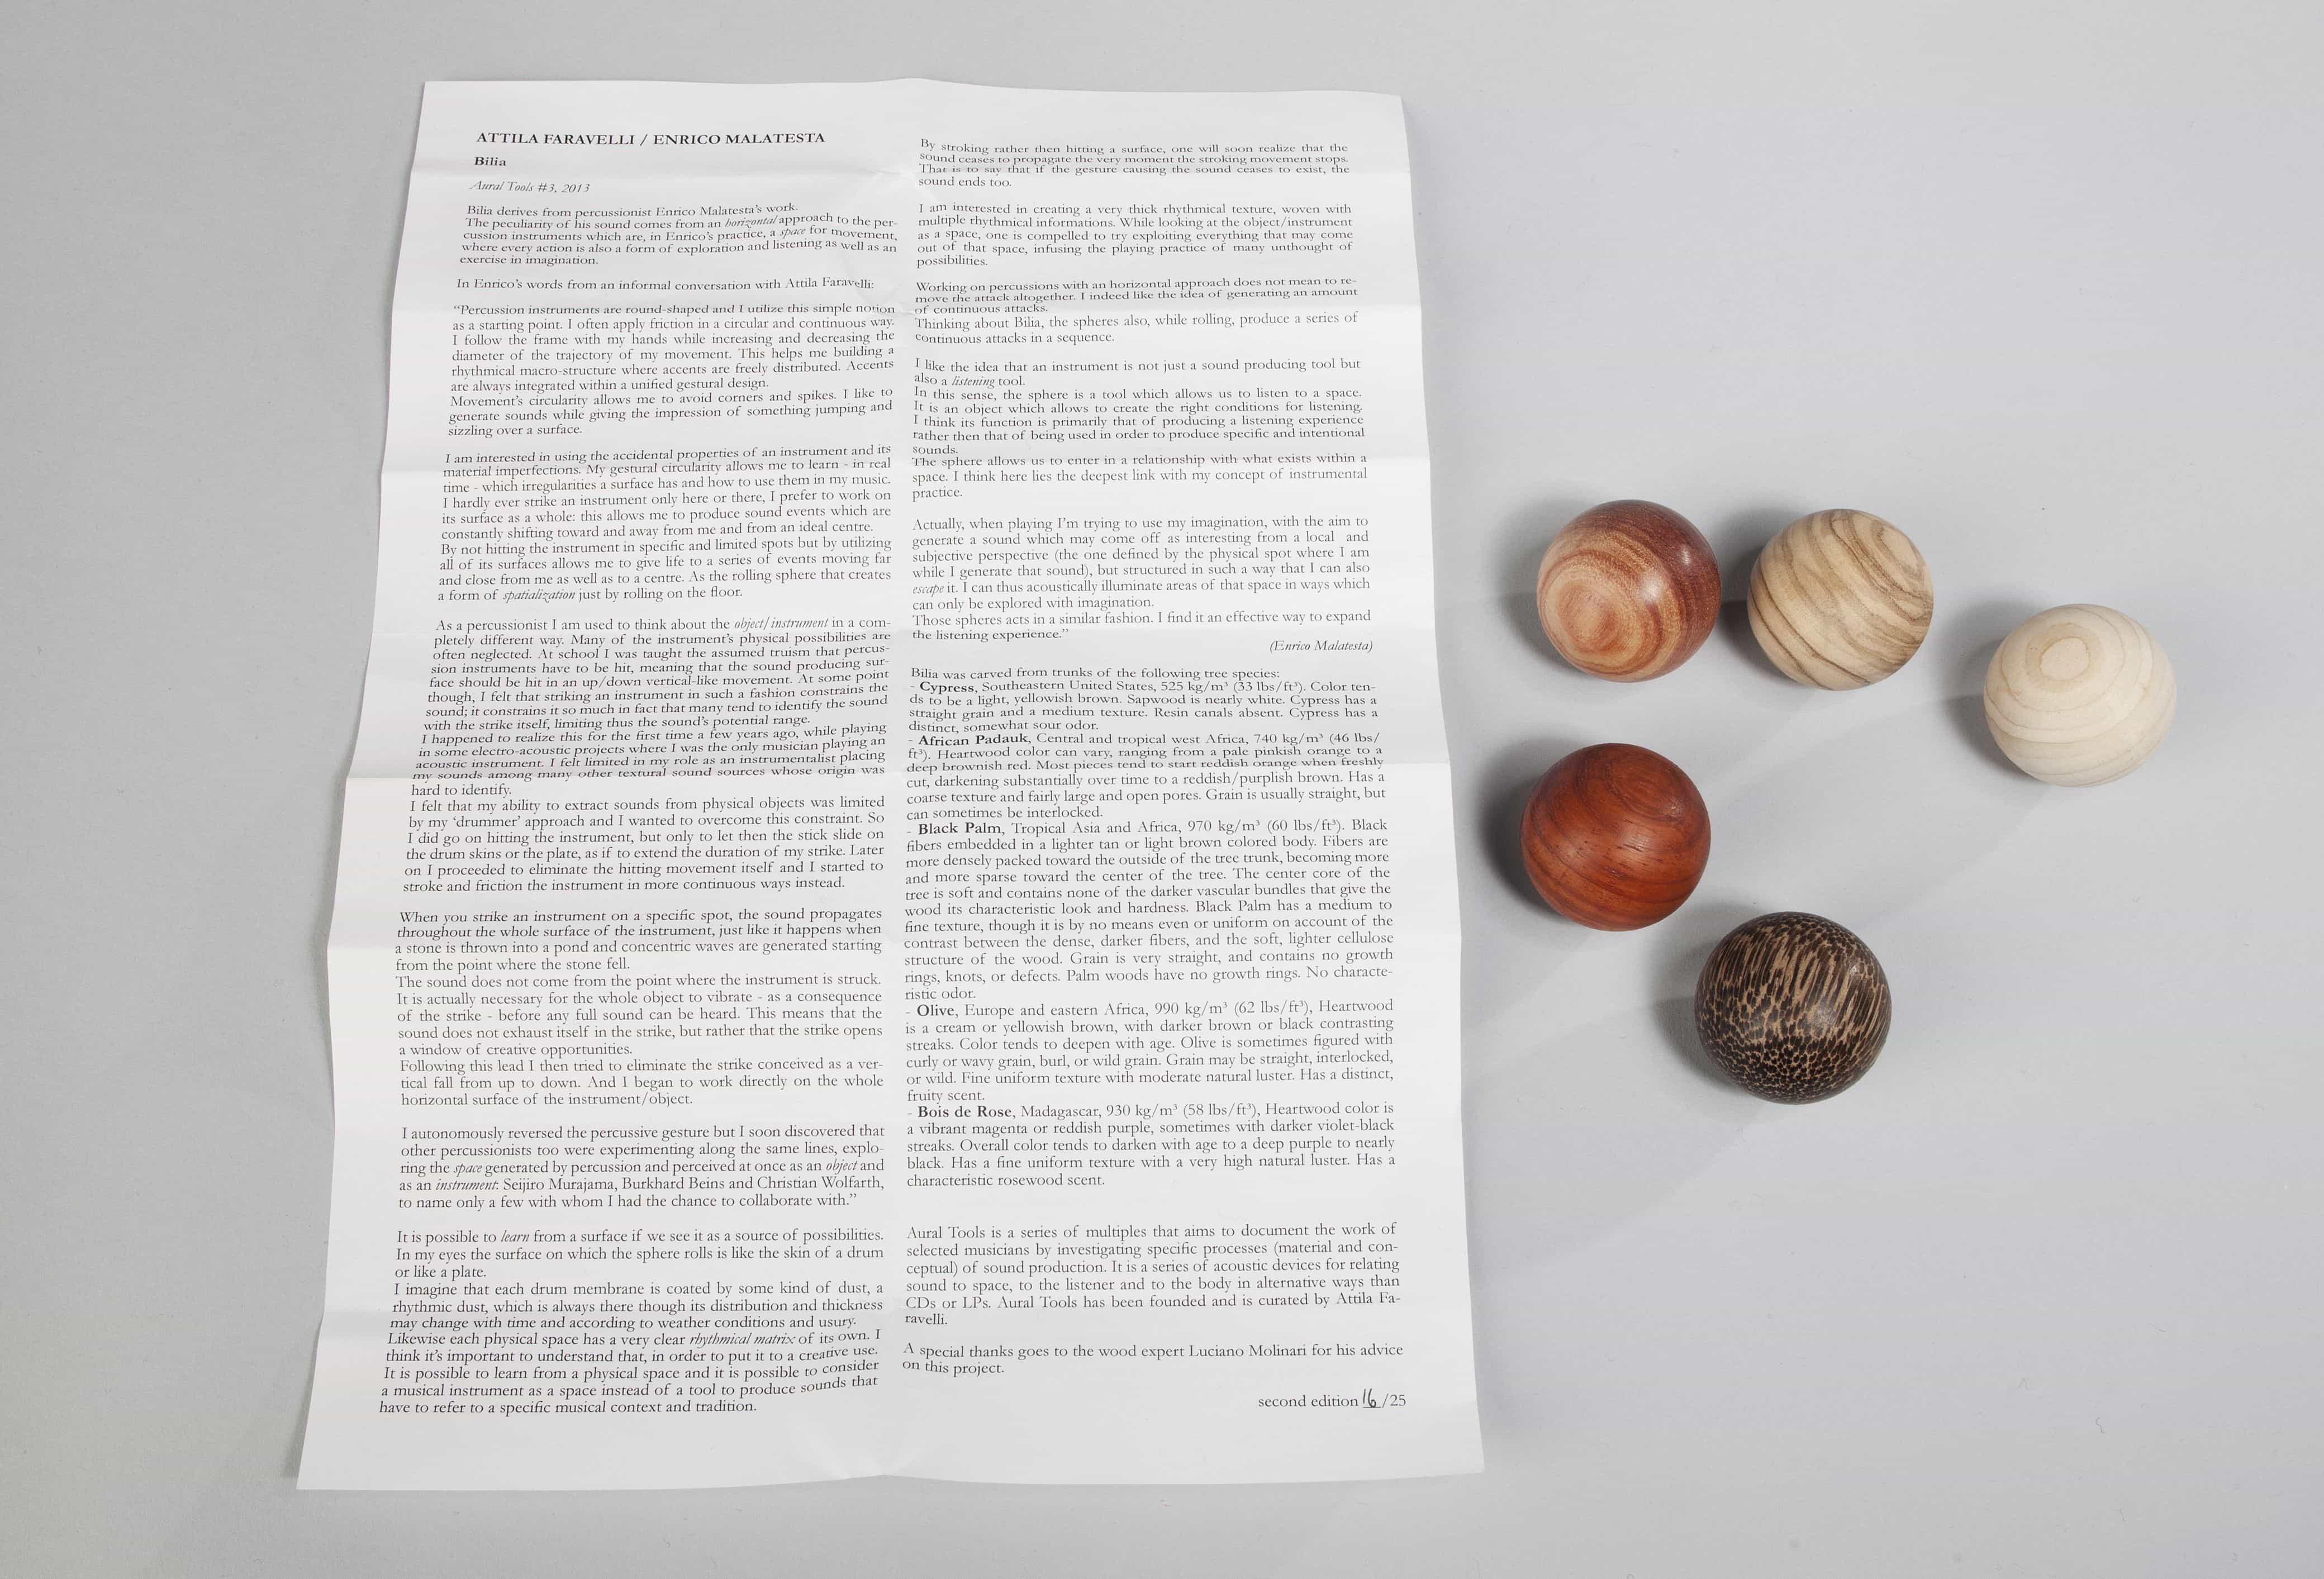 ATTILA FARAVELLI / ENRICO MALATESTA
Bilia
Aural Tools #3, 2013
Bilia derives from percussionist Enrico Malatesta's work.
The peculiarity of his sound comes from an horizontal approach to the per-
cussion instruments which are, in Enrico's practice, a space for movement,
where every action is also a form of exploration and listening as well as an
exercise in imagination.
In Enrico's words from an informal conversation with Attila Faravelli:
“Percussion instruments are round-shaped and I utilize this simple notion
as a starting point. I often apply friction in a circular and continuous way.
I follow the frame with my hands while increasing and decreasing the
diameter of the trajectory of my movement. This helps me building a
rhythmical macro-structure where accents are freely distributed. Accents
are always integrated within a unified gestural design.
Movement's circularity allows me to avoid corners and spikes. I like to
generate sounds while giving the impression of something jumping and
sizzling over a surface.
I am interested in using the accidental properties of an instrument and its
material imperfections. My gestural circularity allows me to learn - in real
time - which irregularities a surface has and how to use them in my music.
I hardly ever strike an instrument only here or there, I prefer to work on
its surface as a whole: this allows me to produce sound events which are
constantly shifting toward and away from me and from an ideal centre.
By not hitting the instrument in specific and limited spots but by utilizing
all of its surfaces allows me to give life to a series of events moving far
and close from me as well as to a centre. As the rolling sphere that creates
a form of spatialization just by rolling on the floor.
As a percussionist I am used to think about the object/instrument in a com-
pletely different way. Many of the instrument's physical possibilities are
often neglected. At school I was taught the assumed truism that percus-
sion instruments have to be hit, meaning that the sound producing sur-
face should be hit in an up/down vertical-like movement. At some point
though, I felt that striking an instrument in such a fashion constrains the
sound; it constrains it so much in fact that many tend to identify the sound
with the strike itself, limiting thus the sound's potential range.
I happened to realize this for the first time a few years ago, while playing
in some electro-acoustic projects where I was the only musician playing an
acoustic instrument. I felt limited in my role as an instrumentalist placing
my sounds among many other textural sound sources whose origin was
hard to identify.
I felt that my ability to extract sounds from physical objects was limited
by my ‘drummer’ approach and I wanted to overcome this constraint. So
I did go on hitting the instrument, but only to let then the stick slide on
the drum skins or the plate, as if to extend the duration of my strike. Later
on I proceeded to eliminate the hitting movement itself and I started to
stroke and friction the instrument in more continuous ways instead.
When you strike an instrument on a specific spot, the sound propagates
throughout the whole surface of the instrument, just like it happens when
a stone is thrown into a pond and concentric waves are generated starting
from the point where the stone fell.
The sound does not come from the point where the instrument is struck.
It is actually necessary for the whole object to vibrate - as a consequence
of the strike - before any full sound can be heard. This means that the
sound does not exhaust itself in the strike, but rather that the strike opens
a window of creative opportunities.
Following this lead I then tried to eliminate the strike conceived as a ver-
tical fall from up to down. And I began to work directly on the whole
horizontal surface of the instrument/object.
I autonomously reversed the percussive gesture but I soon discovered that
other percussionists too were experimenting along the same lines, explo-
ring the space generated by percussion and perceived at once as an object and
as an instrument: Seijiro Murajama, Burkhard Beins and Christian Wolfarth,
to name only a few with whom I had the chance to collaborate with.”
It is possible to learn from a surface if we see it as a source of possibilities.
In my eyes the surface on which the sphere rolls is like the skin of a drum
or like a plate.
I imagine that each drum membrane is coated by some kind of dust, a
rhythmic dust, which is always there though its distribution and thickness
may change with time and according to weather conditions and usury.
Likewise each physical space has a very clear rhythmical matrix of its own. I
think it's important to understand that, in order to put it to a creative use.
It is possible to learn from a physical space and it is possible to consider
a musical instrument as a space instead of a tool to produce sounds that
have to refer to a specific musical context and tradition.
By stroking rather then hitting a surface, one will soon realize that the
sound ceases to propagate the very moment the stroking movement stops.
That is to say that if the gesture causing the sound ceases to exist, the
sound ends too.
I am interested in creating a very thick rhythmical texture, woven with
multiple rhythmical informations. While looking at the object/instrument
as a space, one is compelled to try exploiting everything that may come
out of that space, infusing the playing practice of many unthought of
possibilities.
Working on percussions with an horizontal approach does not mean to re-
move the attack altogether. I indeed like the idea of generating an amount
of continuous attacks.
Thinking about Bilia, the spheres also, while rolling, produce a series of
continuous attacks in a sequence.
I like the idea that an instrument is not just a sound producing tool but
also a listening tool.
In this sense, the sphere is a tool which allows us to listen to a space.
It is an object which allows to create the right conditions for listening.
I think its function is primarily that of producing a listening experience
rather then that of being used in order to produce specific and intentional
sounds.
The sphere allows us to enter in a relationship with what exists within a
space. I think here lies the deepest link with my concept of instrumental
practice.
Actually, when playing I'm trying to use my imagination, with the aim to
generate a sound which may come off as interesting from a local and
subjective perspective (the one defined by the physical spot where I am
while I generate that sound), but structured in such a way that I can also
escape it. I can thus acoustically illuminate areas of that space in ways which
can only be explored with imagination.
Those spheres acts in a similar fashion. I find it an effective way to expand
the listening experience.”
(Enrico Malatesta)
Bilia was carved from trunks of the following tree species:
- Cypress, Southeastern United States, 525 kg/m³ (33 lbs/ft³). Color ten-
ds to be a light, yellowish brown. Sapwood is nearly white. Cypress has a
straight grain and a medium texture. Resin canals absent. Cypress has a
distinct, somewhat sour odor.
- African Padauk, Central and tropical west Africa, 740 kg/m³ (46 lbs/
ft³). Heartwood color can vary, ranging from a pale pinkish orange to a
deep brownish red. Most pieces tend to start reddish orange when freshly
cut, darkening substantially over time to a reddish/purplish brown. Has a
coarse texture and fairly large and open pores. Grain is usually straight, but
can sometimes be interlocked.
- Black Palm, Tropical Asia and Africa, 970 kg/m³ (60 lbs/ft³). Black
fibers embedded in a lighter tan or light brown colored body. Fibers are
more densely packed toward the outside of the tree trunk, becoming more
and more sparse toward the center of the tree. The center core of the
tree is soft and contains none of the darker vascular bundles that give the
wood its characteristic look and hardness. Black Palm has a medium to
fine texture, though it is by no means even or uniform on account of the
contrast between the dense, darker fibers, and the soft, lighter cellulose
structure of the wood. Grain is very straight, and contains no growth
rings, knots, or defects. Palm woods have no growth rings. No characte-
ristic odor.
- Olive, Europe and eastern Africa, 990 kg/m³ (62 lbs/ft³), Heartwood
is a cream or yellowish brown, with darker brown or black contrasting
streaks. Color tends to deepen with age. Olive is sometimes figured with
curly or wavy grain, burl, or wild grain. Grain may be straight, interlocked,
or wild. Fine uniform texture with moderate natural luster. Has a distinct,
fruity scent.
- Bois de Rose, Madagascar, 930 kg/m³ (58 lbs/ft³), Heartwood color is
a vibrant magenta or reddish purple, sometimes with darker violet-black
streaks. Overall color tends to darken with age to a deep purple to nearly
black. Has a fine uniform texture with a very high natural luster. Has a
characteristic rosewood scent.
Aural Tools is a series of multiples that aims to document the work of
selected musicians by investigating specific processes (material and con-
ceptual) of sound production. It is a series of acoustic devices for relating
sound to space, to the listener and to the body in alternative ways than
CDs or LPs. Aural Tools has been founded and is curated by Attila Fa-
ravelli.
A special thanks goes to the wood expert Luciano Molinari for his advice
on this project.
second edition 16/25